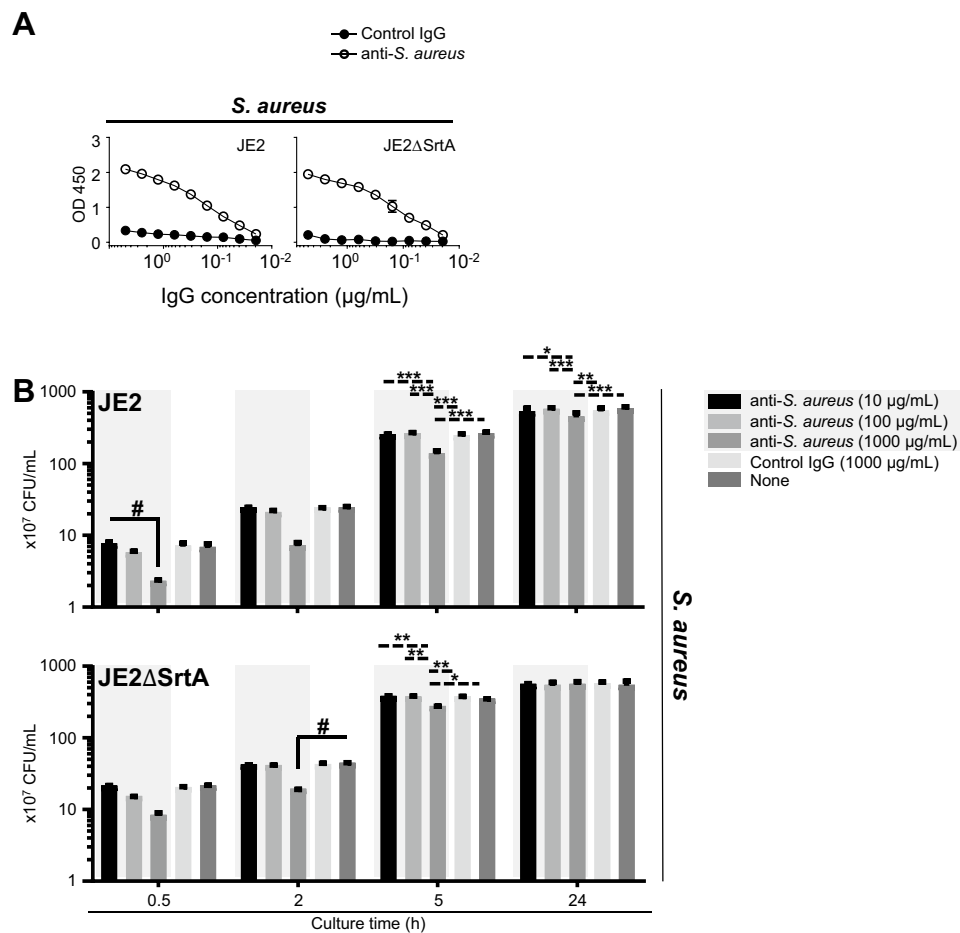 A
Control IgG
anti-S. aureus
S. aureus
JE2
JE2ΔSrtA
3
2
1
0
OD 450
10⁰ 10⁻¹ 10⁻²
10⁰ 10⁻¹ 10⁻²
IgG concentration (µg/mL)
B
JE2
1000
100
10
1
x10⁷ CFU/mL
#
***
***
***
***
*
***
**
***
anti-S. aureus (10 µg/mL)
anti-S. aureus (100 µg/mL)
anti-S. aureus (1000 µg/mL)
Control IgG (1000 µg/mL)
None
JE2ΔSrtA
1000
100
10
1
x10⁷ CFU/mL
#
**
**
**
*
0.5 2 5 24
Culture time (h)
S. aureus